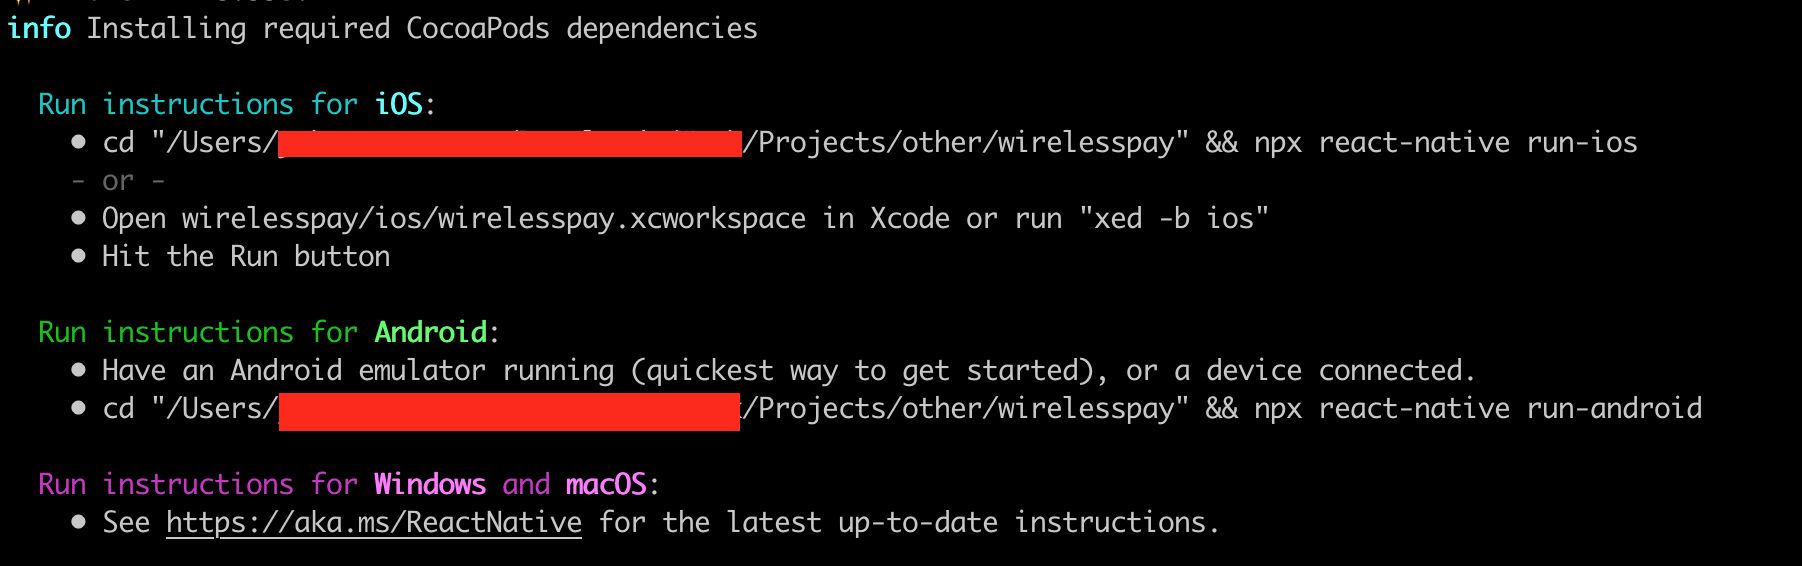 info Installing required CocoaPods dependencies
Run instructions for iOS:
• cd "/Users/ /Projects/other/wirelesspay" && npx react-native run-ios
- or -
• Open wirelesspay/ios/wirelesspay.xcworkspace in Xcode or run "xed -b ios"
• Hit the Run button
Run instructions for Android:
• Have an Android emulator running (quickest way to get started), or a device connected.
• cd "/Users/ /Projects/other/wirelesspay" && npx react-native run-android
Run instructions for Windows and macOS:
• See https://aka.ms/ReactNative for the latest up-to-date instructions.